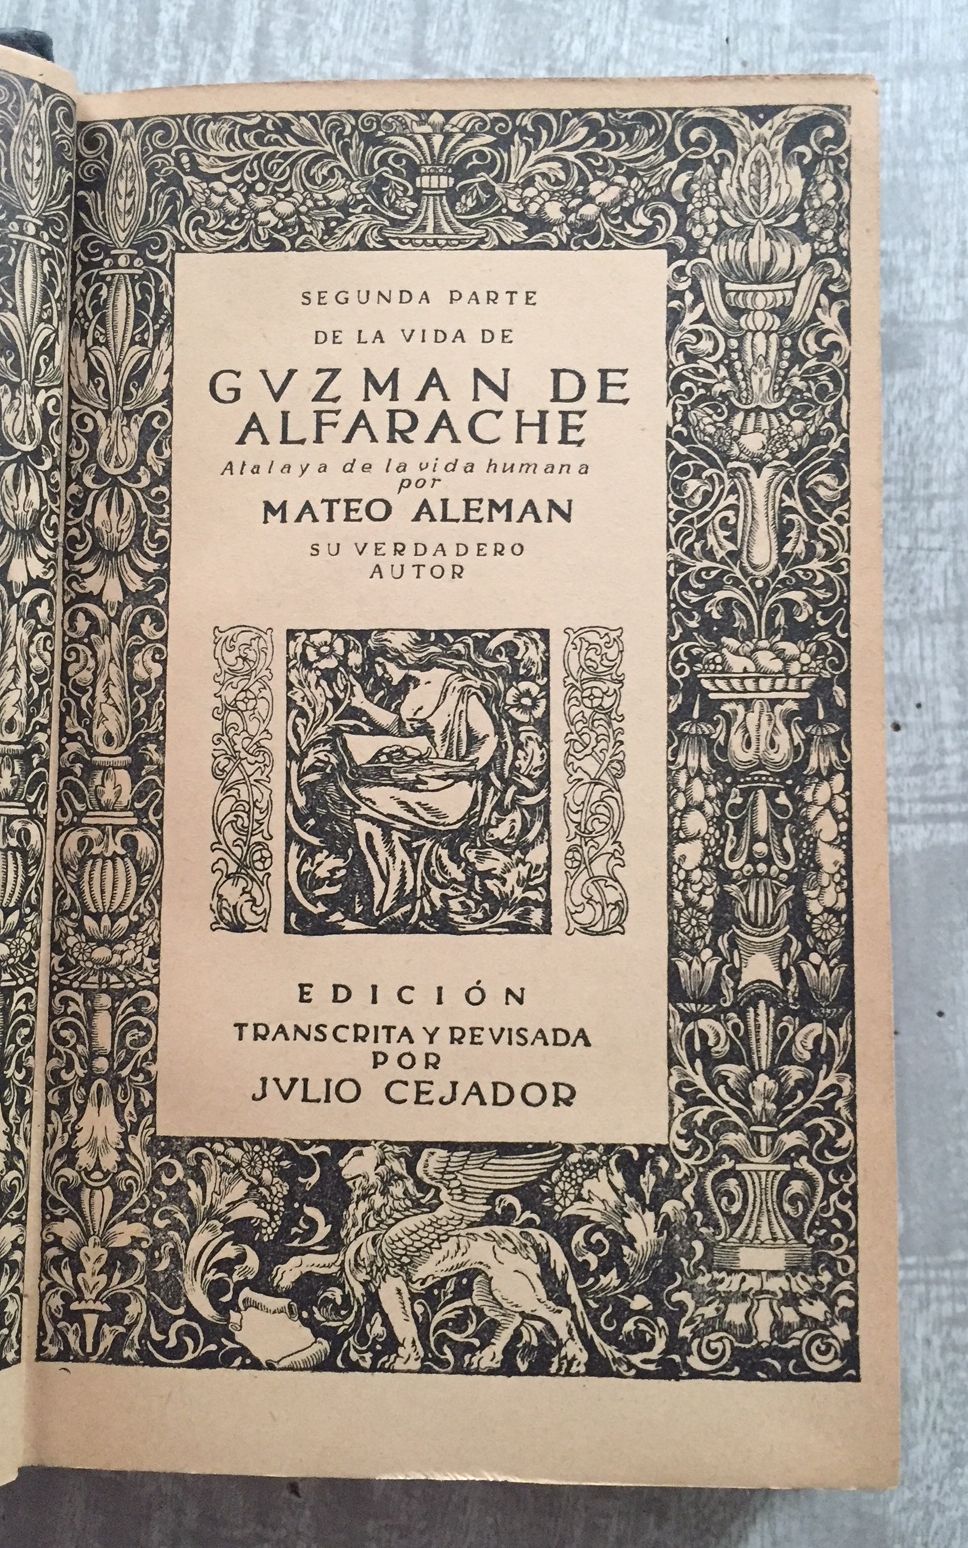 SEGUNDA PARTE
DE LA VIDA DE
GVZMAN DE
ALFARACHE
Atalaya de la vida humana
por
MATEO ALEMAN
SU VERDADERO
AUTOR
EDICIÓN
TRANSCRITA Y REVISADA
POR
JVLIO CEJADOR